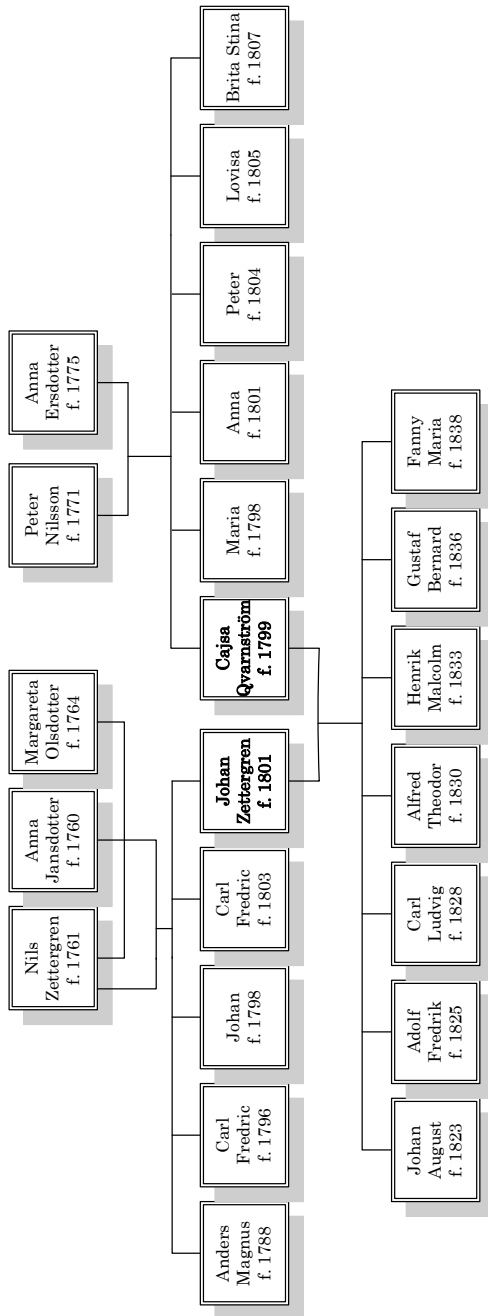 Nils
Zettergren
f. 1761
Anna
Jansdotter
f. 1760
Margareta
Olsdotter
f. 1764
Peter
Nilsson
f. 1771
Anna
Ersdotter
f. 1775
Anders
Magnus
f. 1788
Carl
Fredric
f. 1796
Johan
f. 1798
Carl
Fredric
f. 1803
Johan
Zettergren
f. 1801
Cajsa
Qvarnström
f. 1799
Maria
f. 1798
Anna
f. 1801
Peter
f. 1804
Lovisa
f. 1805
Brita Stina
f. 1807
Johan
August
f. 1823
Adolf
Fredrik
f. 1825
Carl
Ludvig
f. 1828
Alfred
Theodor
f. 1830
Henrik
Malcolm
f. 1833
Gustaf
Bernard
f. 1836
Fanny
Maria
f. 1838